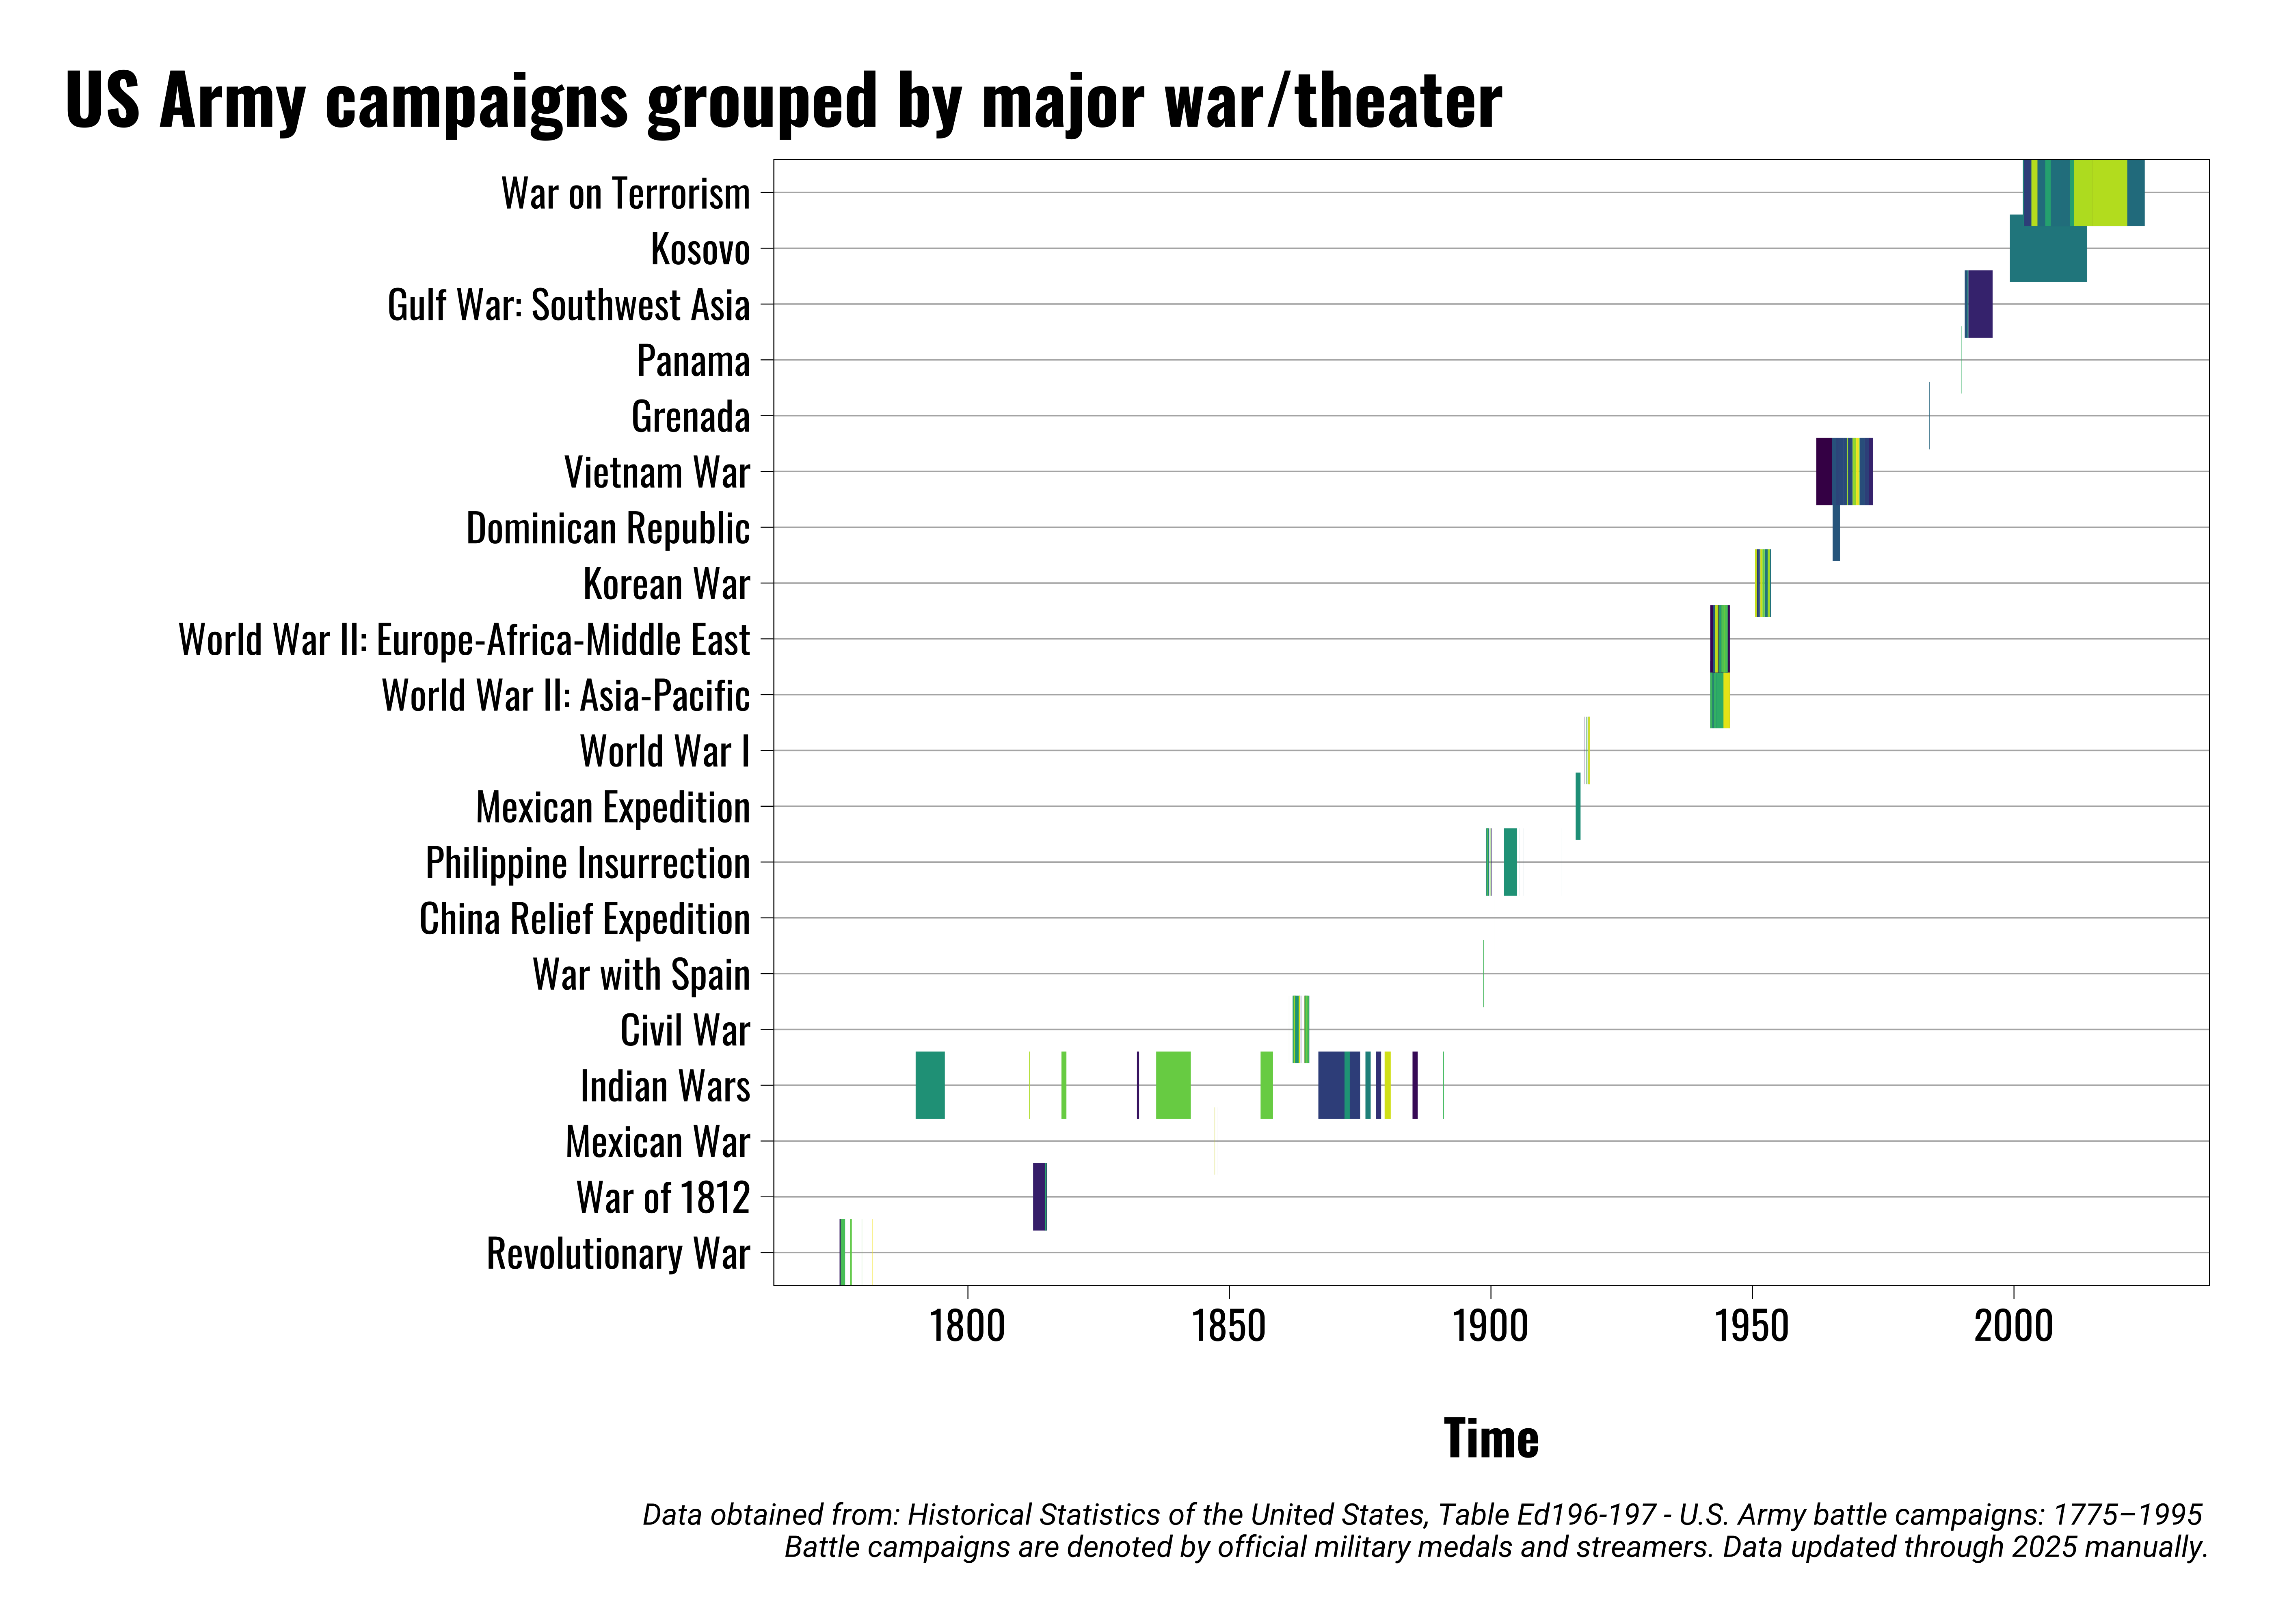 US Army campaigns grouped by major war/theater
War on Terrorism
Kosovo
Gulf War: Southwest Asia
Panama
Grenada
Vietnam War
Dominican Republic
Korean War
World War II: Europe-Africa-Middle East
World War II: Asia-Pacific
World War I
Mexican Expedition
Philippine Insurrection
China Relief Expedition
War with Spain
Civil War
Indian Wars
Mexican War
War of 1812
Revolutionary War
1800 1850 1900 1950 2000
Time
Data obtained from: Historical Statistics of the United States, Table Ed196-197 - U.S. Army battle campaigns: 1775–1995
Battle campaigns are denoted by official military medals and streamers. Data updated through 2025 manually.